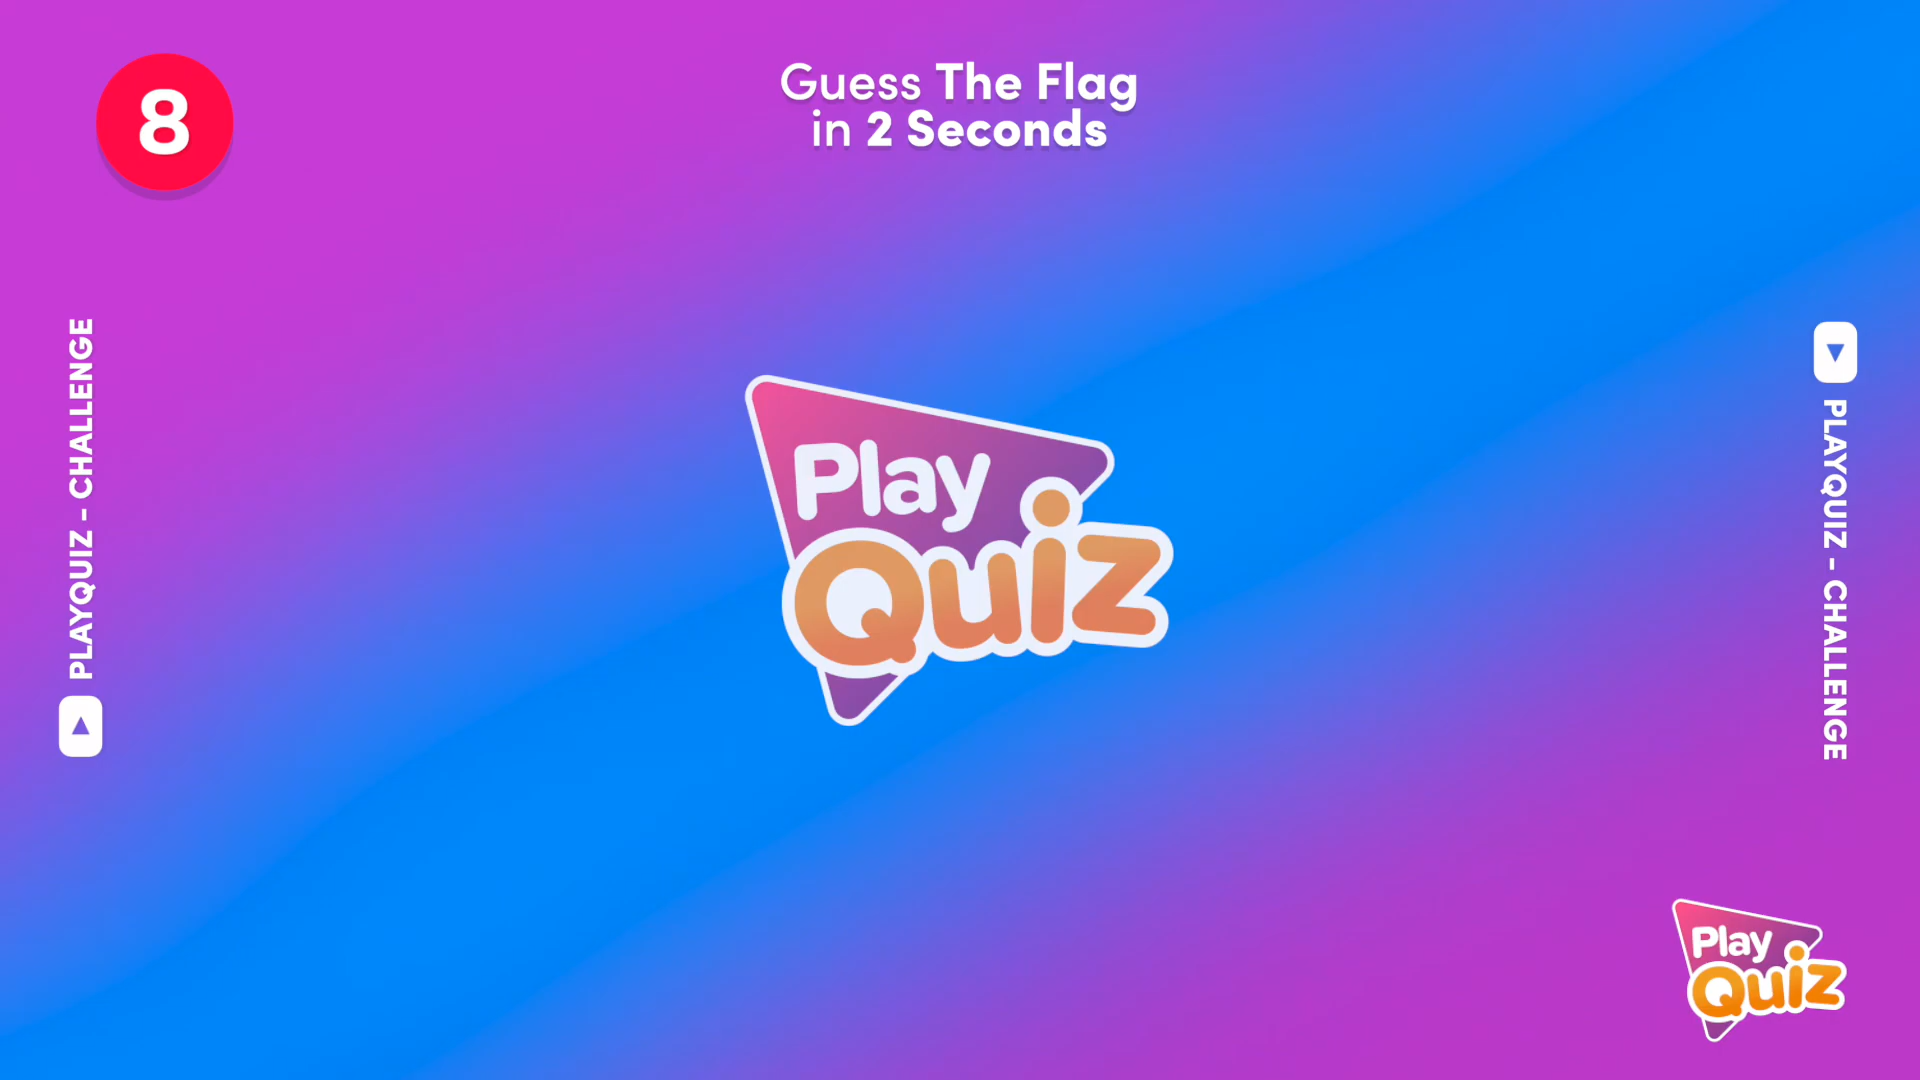 8
Guess The Flag
in 2 Seconds
PLAYQUIZ - CHALLENGE
Play
Quiz
PLAYQUIZ - CHALLENGE
Play
Quiz